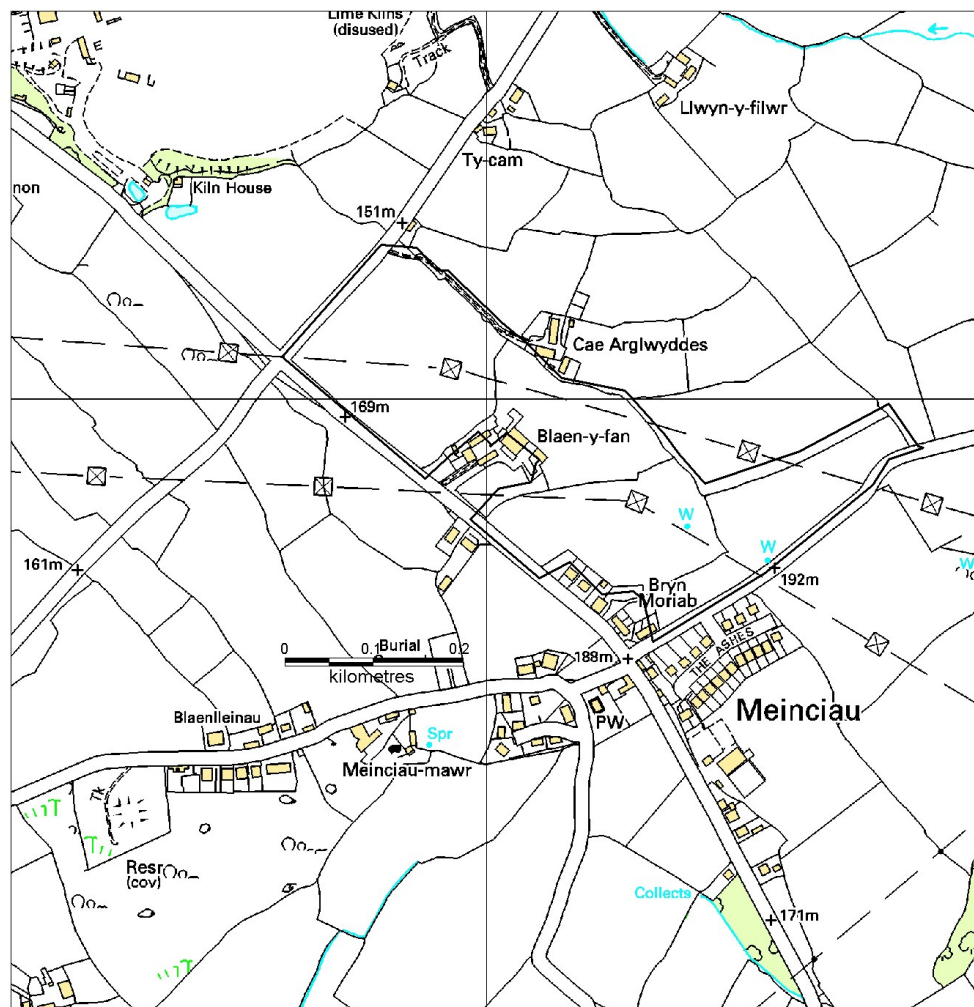 Lime Kilns
(disused)
Track
Llwyn-y-filwr
Ty-cam
non
Kiln House
151m
Cae Arglwyddes
169m
Blaen-y-fan
W
W
W
161m
192m
Bryn
Moriab
THE ASHES
188m
0
0.1
0.2
Burial
kilometres
Blaenlleinau
PW
Meinciau
Spr
Meinciau-mawr
Tk
Resr
(cov)
Collects
171m